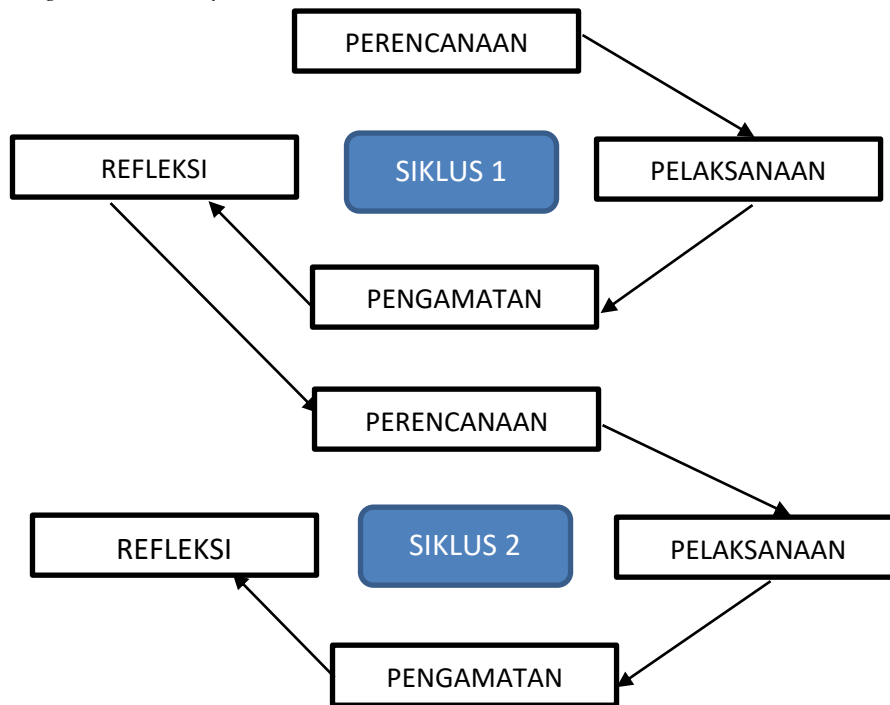 PERENCANAAN
REFLEKSI
SIKLUS 1
PELAKSANAAN
PENGAMATAN
PERENCANAAN
REFLEKSI
SIKLUS 2
PELAKSANAAN
PENGAMATAN